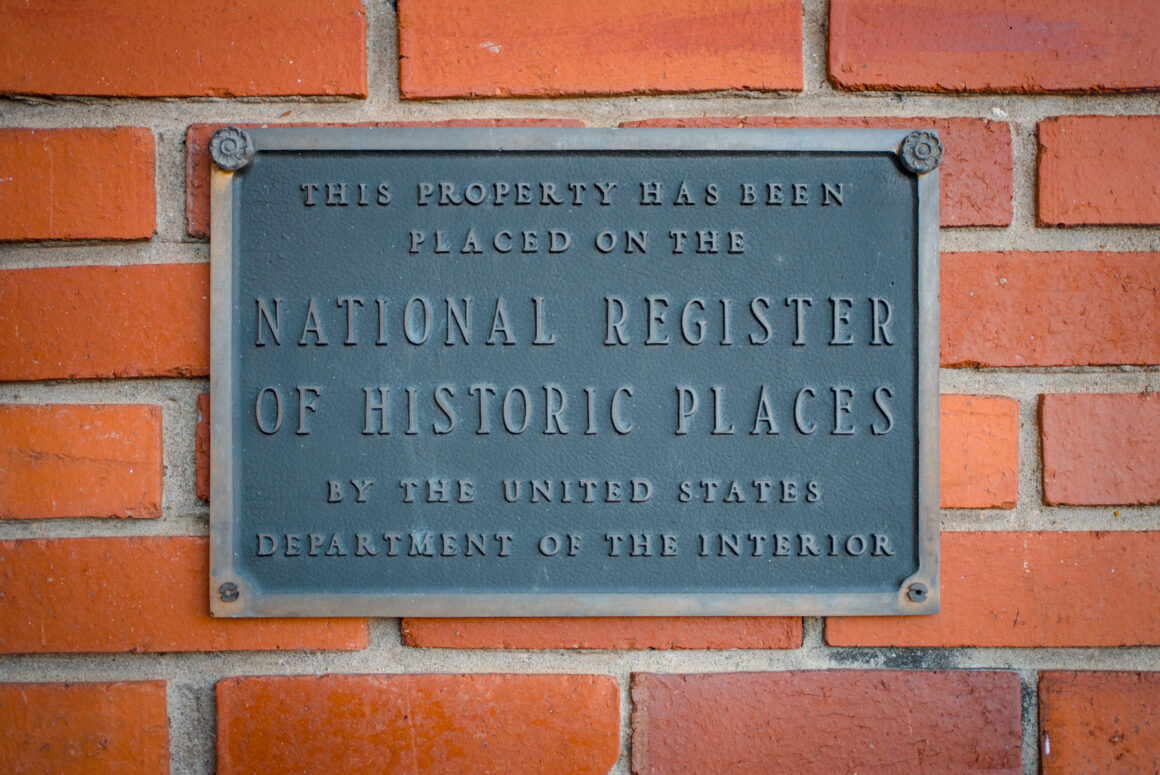 THIS PROPERTY HAS BEEN
PLACED ON THE
NATIONAL REGISTER
OF HISTORIC PLACES
BY THE UNITED STATES
DEPARTMENT OF THE INTERIOR